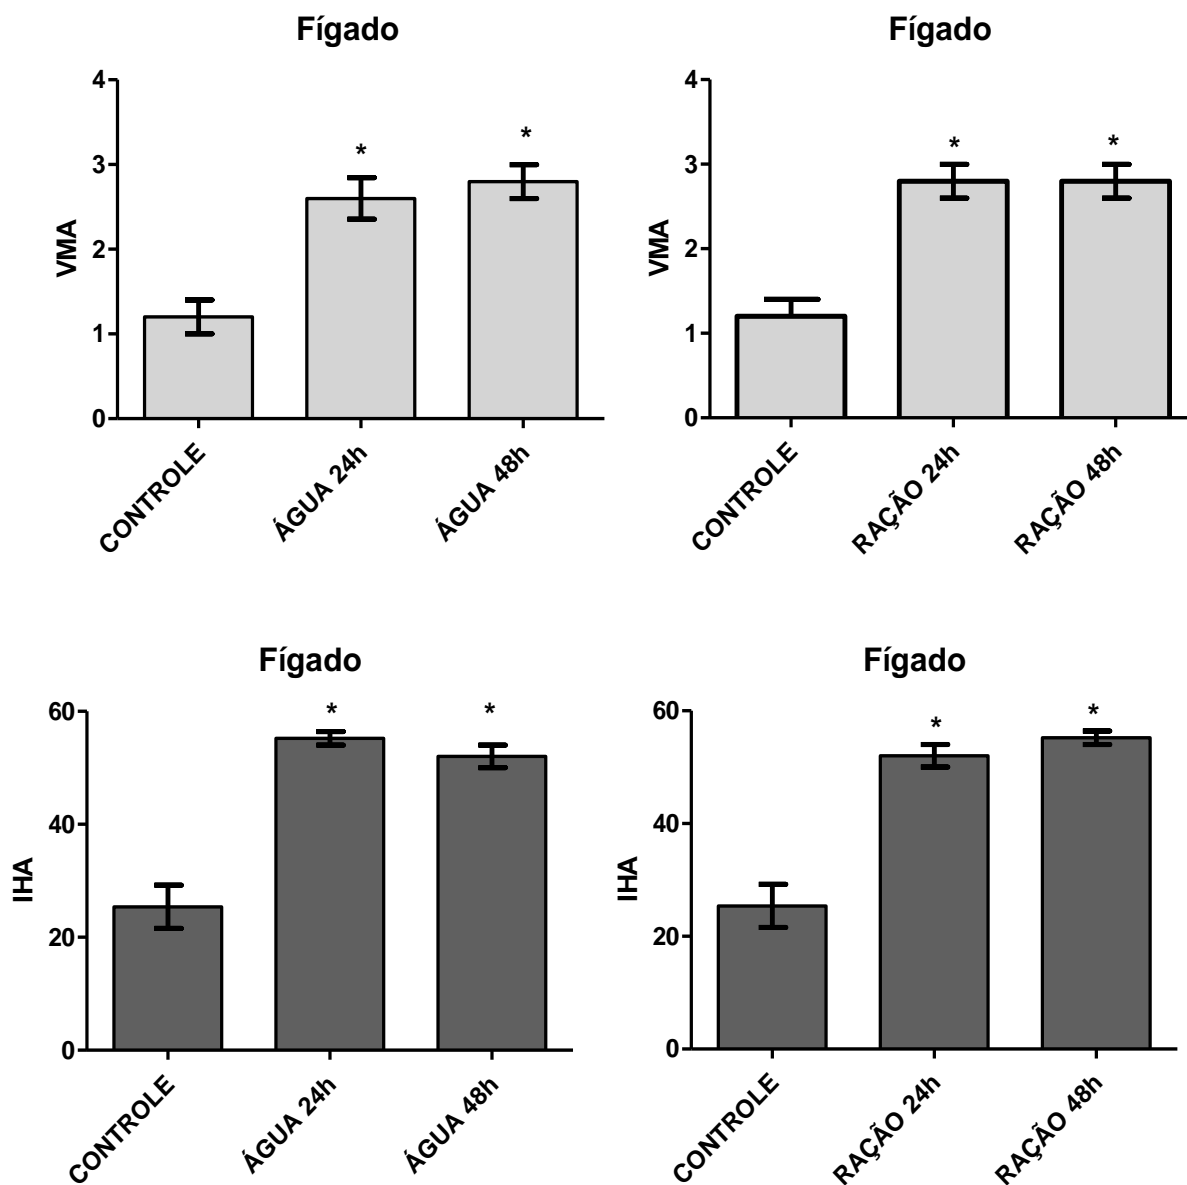 Fígado
4
3
2
1
0
VMA
*
*
CONTROLE
ÁGUA 24h
ÁGUA 48h
Fígado
4
3
2
1
0
VMA
*
*
CONTROLE
RAÇÃO 24h
RAÇÃO 48h
Fígado
60
40
20
0
IHA
*
*
CONTROLE
ÁGUA 24h
ÁGUA 48h
Fígado
60
40
20
0
IHA
*
*
CONTROLE
RAÇÃO 24h
RAÇÃO 48h